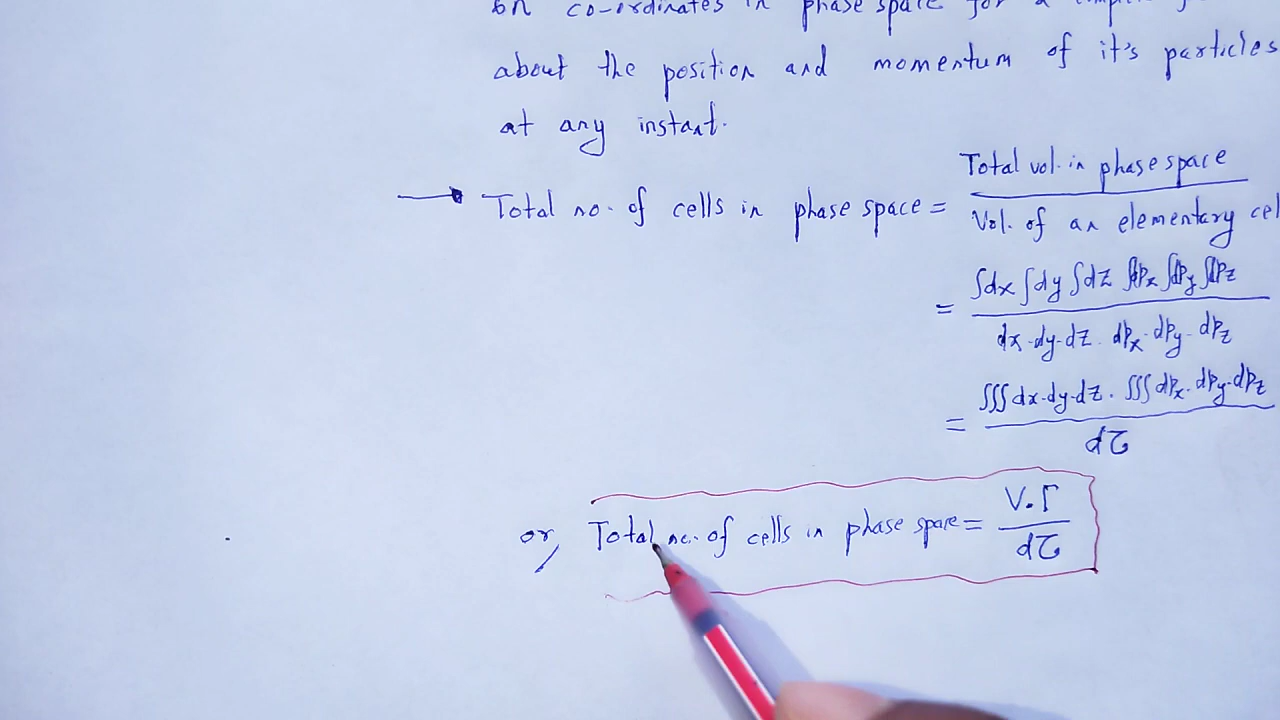 6n co-ordinates in phase space for a
about the position and momentum of it's particles
at any instant.
Total no. of cells in phase space = Total vol. in phase space / Vol. of an elementary cel
= ∫dx ∫dy ∫dz ∫dpx ∫dpy ∫dpz / dx·dy·dz · dpx·dpy·dpz
= ∫∫∫ dx·dy·dz · ∫∫∫ dpx·dpy·dpz / dτ
or, Total no. of cells in phase space = V·Γ / dτ